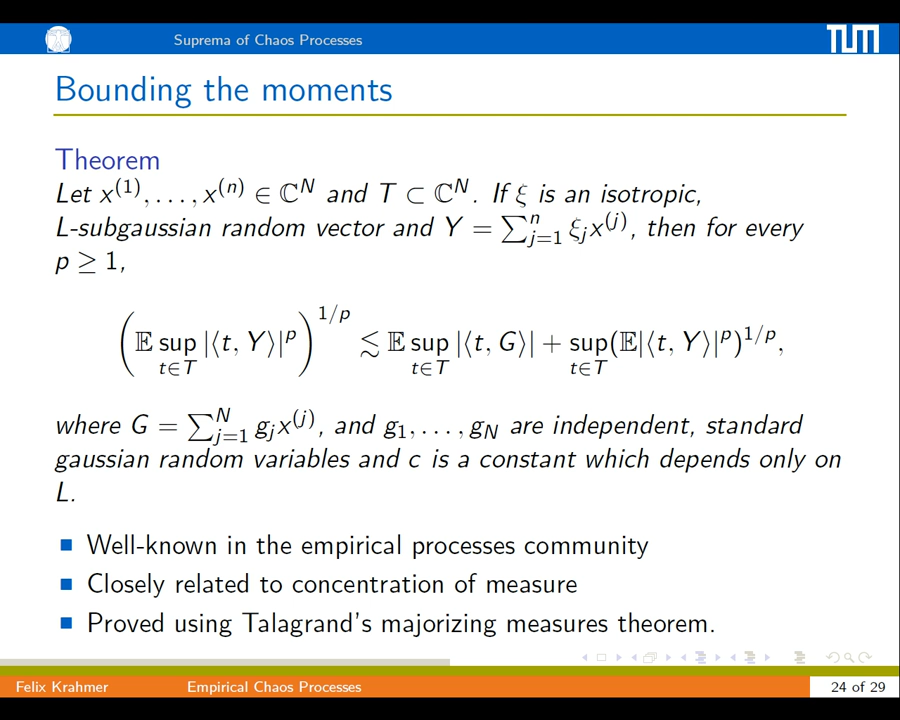 Suprema of Chaos Processes
TUM
Bounding the moments
Theorem
Let x^(1), . . . , x^(n) ∈ ℂ^N and T ⊂ ℂ^N. If ξ is an isotropic,
L-subgaussian random vector and Y = ∑_{j=1}^n ξ_j x^(j), then for every
p ≥ 1,
(𝔼 sup_{t∈T} |⟨t, Y⟩|^p)^{1/p} ≲ 𝔼 sup_{t∈T} |⟨t, G⟩| + sup_{t∈T} (𝔼|⟨t, Y⟩|^p)^{1/p},
where G = ∑_{j=1}^N g_j x^(j), and g_1, . . . , g_N are independent, standard
gaussian random variables and c is a constant which depends only on
L.
Well-known in the empirical processes community
Closely related to concentration of measure
Proved using Talagrand's majorizing measures theorem.
Felix Krahmer
Empirical Chaos Processes
24 of 29